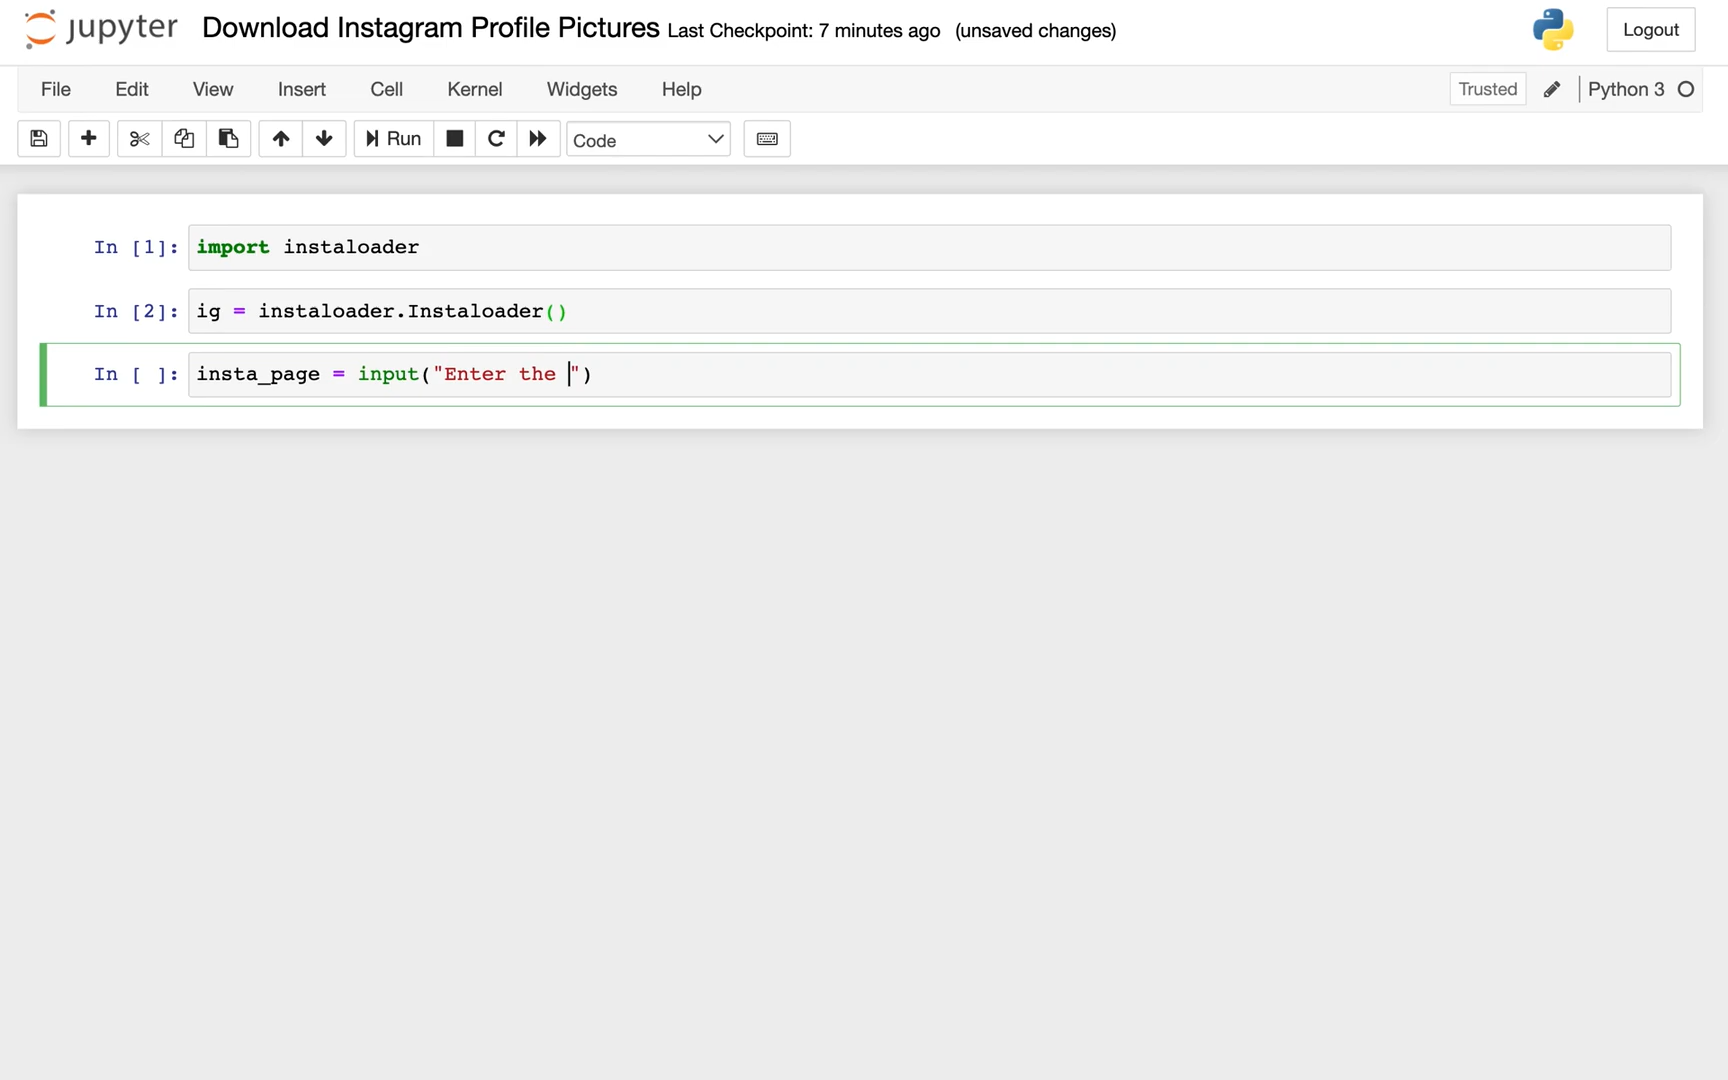 jupyter Download Instagram Profile Pictures Last Checkpoint: 7 minutes ago (unsaved changes) Logout
File Edit View Insert Cell Kernel Widgets Help Trusted Python 3
Run Code
In [1]: import instaloader
In [2]: ig = instaloader.Instaloader()
In [ ]: insta_page = input("Enter the ")